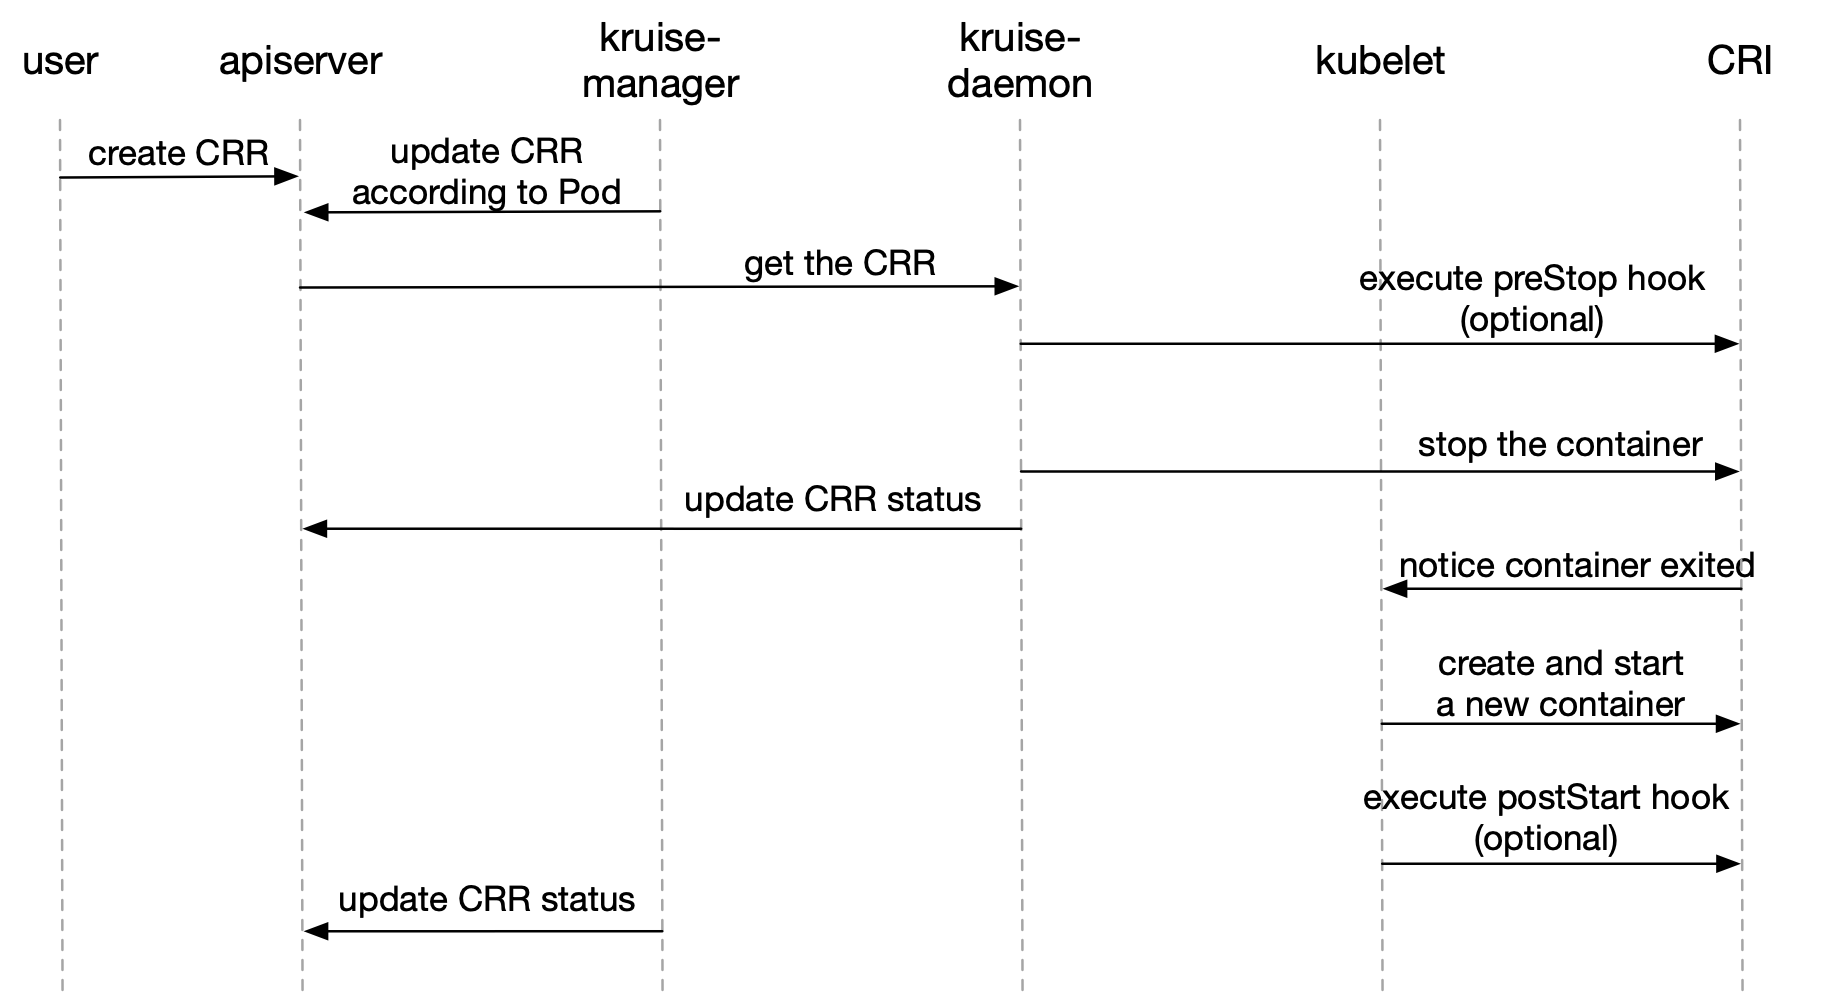 user
apiserver
kruise-
manager
kruise-
daemon
kubelet
CRI
create CRR
update CRR
according to Pod
get the CRR
execute preStop hook
(optional)
stop the container
update CRR status
notice container exited
create and start
a new container
execute postStart hook
(optional)
update CRR status